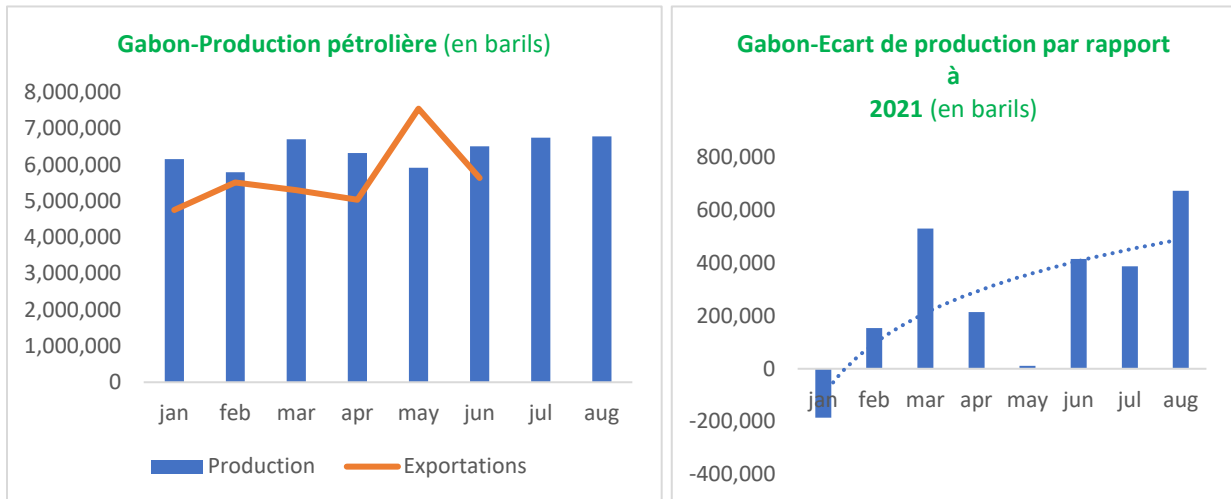 Gabon-Production pétrolière (en barils)
8,000,000
7,000,000
6,000,000
5,000,000
4,000,000
3,000,000
2,000,000
1,000,000
0
jan feb mar apr may jun jul aug
Production Exportations
Gabon-Ecart de production par rapport
à
2021 (en barils)
800,000
600,000
400,000
200,000
0
-200,000
-400,000
jan feb mar apr may jun jul aug